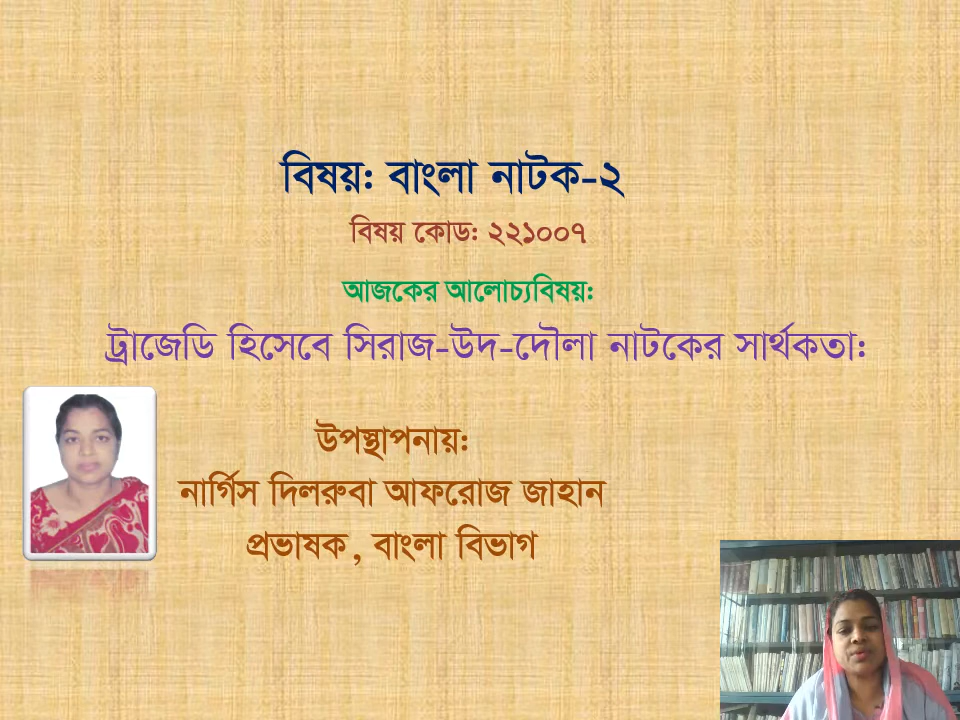 বিষয়: বাংলা নাটক-২
বিষয় কোড: ২২১০০৭
আজকের আলোচ্যবিষয়:
ট্রাজেডি হিসেবে সিরাজ-উদ-দৌলা নাটকের সার্থকতা:
উপস্থাপনায়:
নার্গিস দিলরুবা আফরোজ জাহান
প্রভাষক, বাংলা বিভাগ